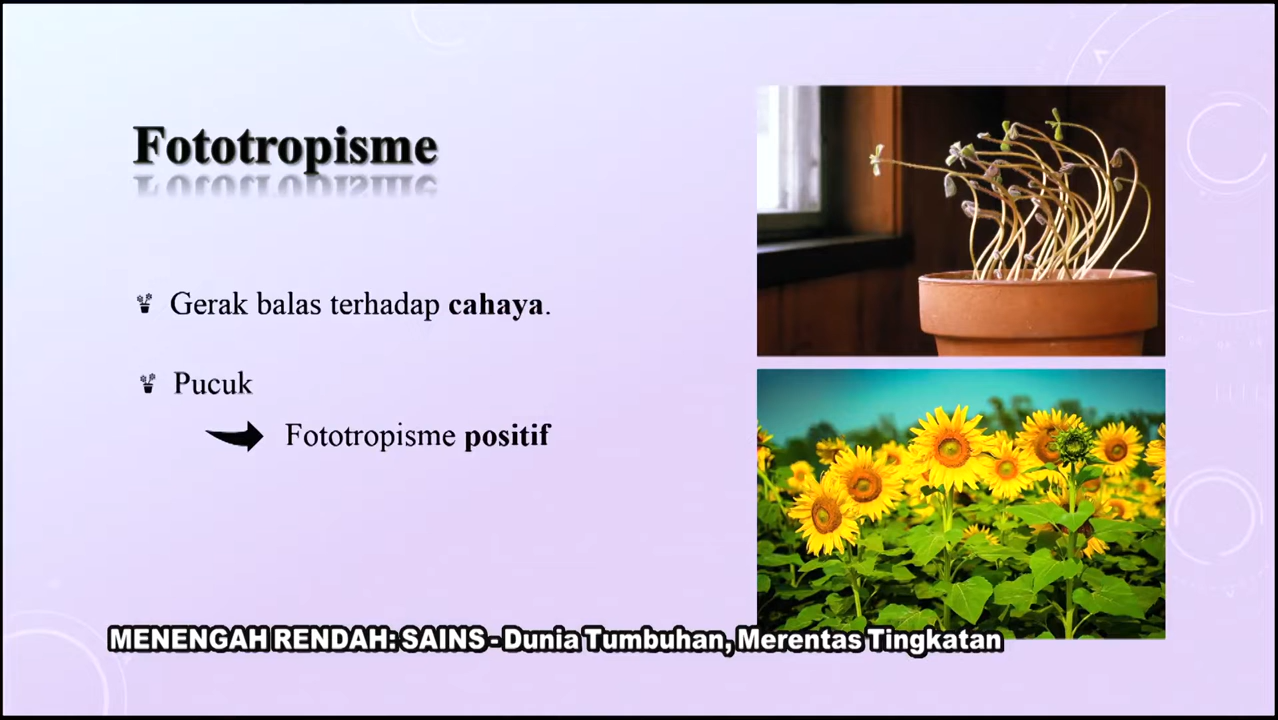 Fototropisme
Gerak balas terhadap cahaya.
Pucuk
Fototropisme positif
MENENGAH RENDAH: SAINS - Dunia Tumbuhan, Merentas Tingkatan